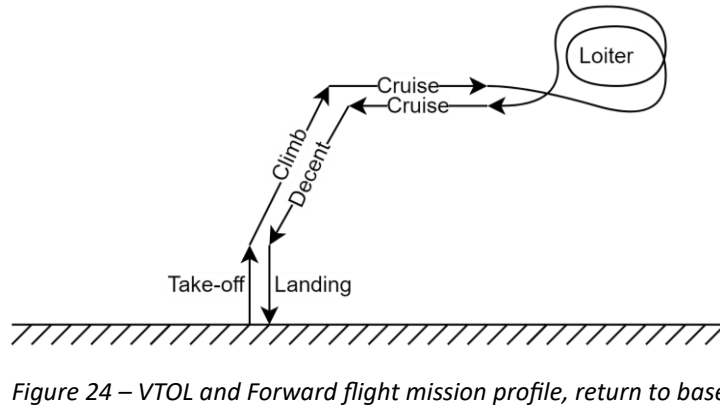 Loiter
Cruise
Cruise
Climb
Decent
Take-off
Landing
Figure 24 – VTOL and Forward flight mission profile, return to base